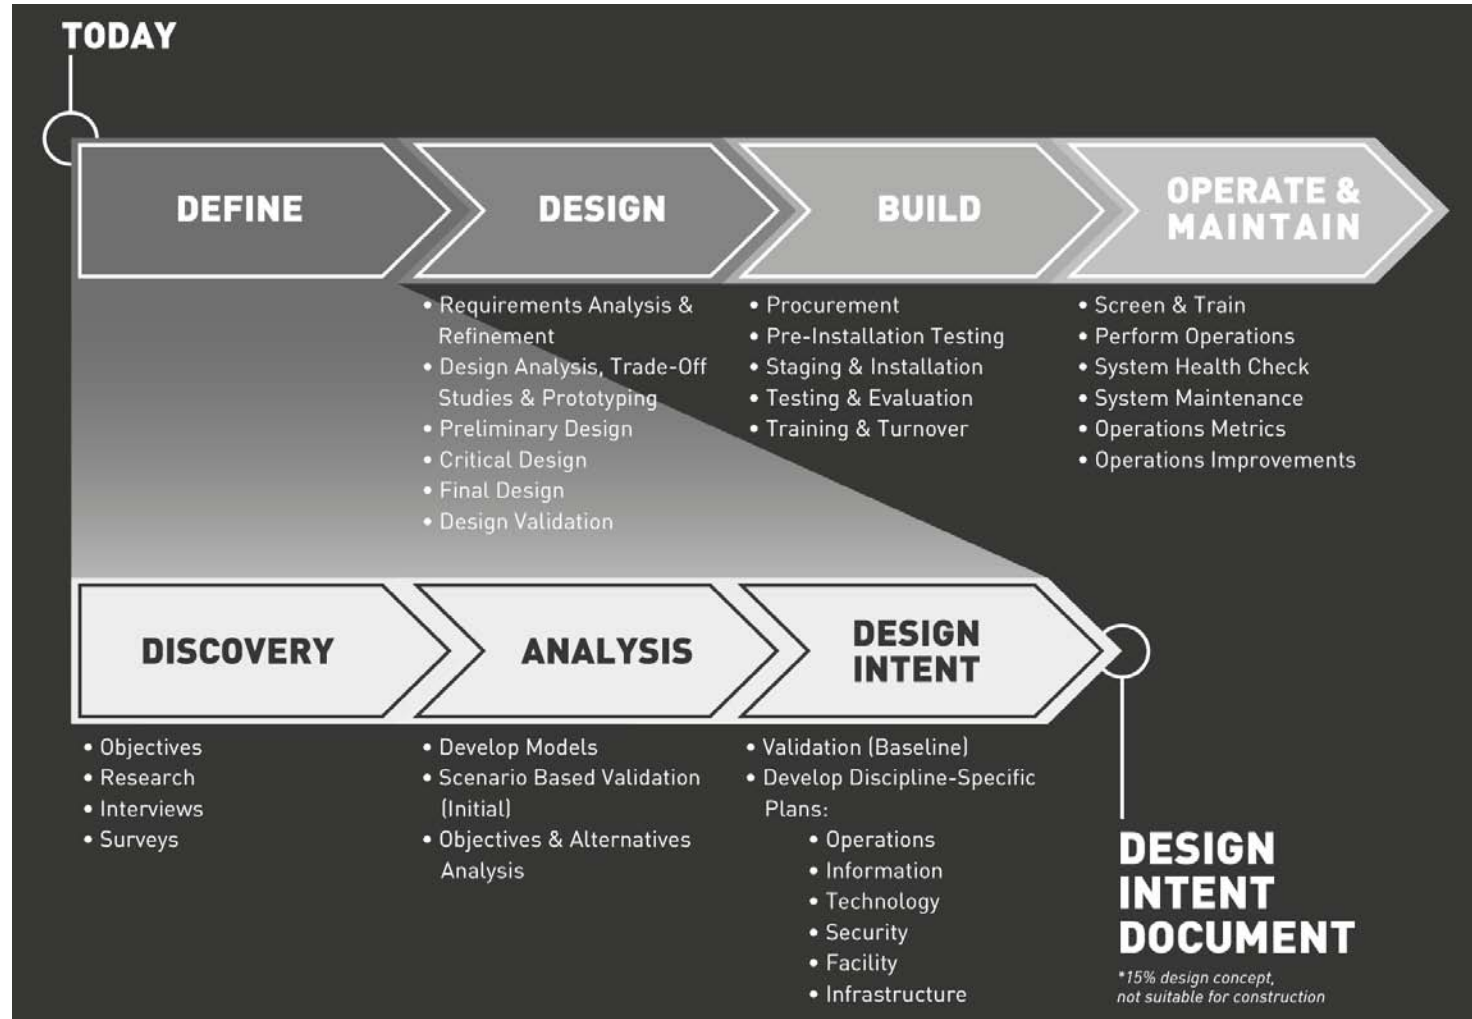 TODAY
DEFINE
DESIGN
BUILD
OPERATE &
MAINTAIN
• Requirements Analysis &
Refinement
• Design Analysis, Trade-Off
Studies & Prototyping
• Preliminary Design
• Critical Design
• Final Design
• Design Validation
• Procurement
• Pre-Installation Testing
• Staging & Installation
• Testing & Evaluation
• Training & Turnover
• Screen & Train
• Perform Operations
• System Health Check
• System Maintenance
• Operations Metrics
• Operations Improvements
DISCOVERY
ANALYSIS
DESIGN
INTENT
• Objectives
• Research
• Interviews
• Surveys
• Develop Models
• Scenario Based Validation
(Initial)
• Objectives & Alternatives
Analysis
• Validation (Baseline)
• Develop Discipline-Specific
Plans:
• Operations
• Information
• Technology
• Security
• Facility
• Infrastructure
DESIGN
INTENT
DOCUMENT
*15% design concept,
not suitable for construction